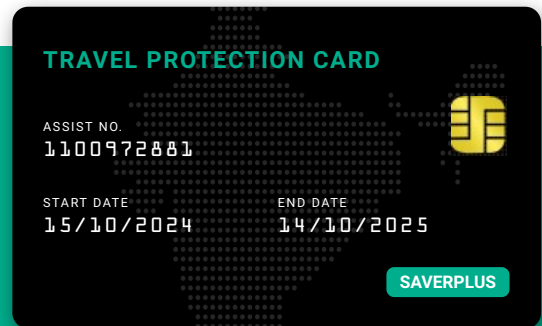 TRAVEL PROTECTION CARD
ASSIST NO.
1100972881
START DATE
15/10/2024
END DATE
14/10/2025
SAVERPLUS